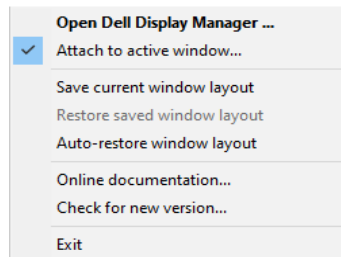 Open Dell Display Manager ...
Attach to active window...
Save current window layout
Restore saved window layout
Auto-restore window layout
Online documentation...
Check for new version...
Exit